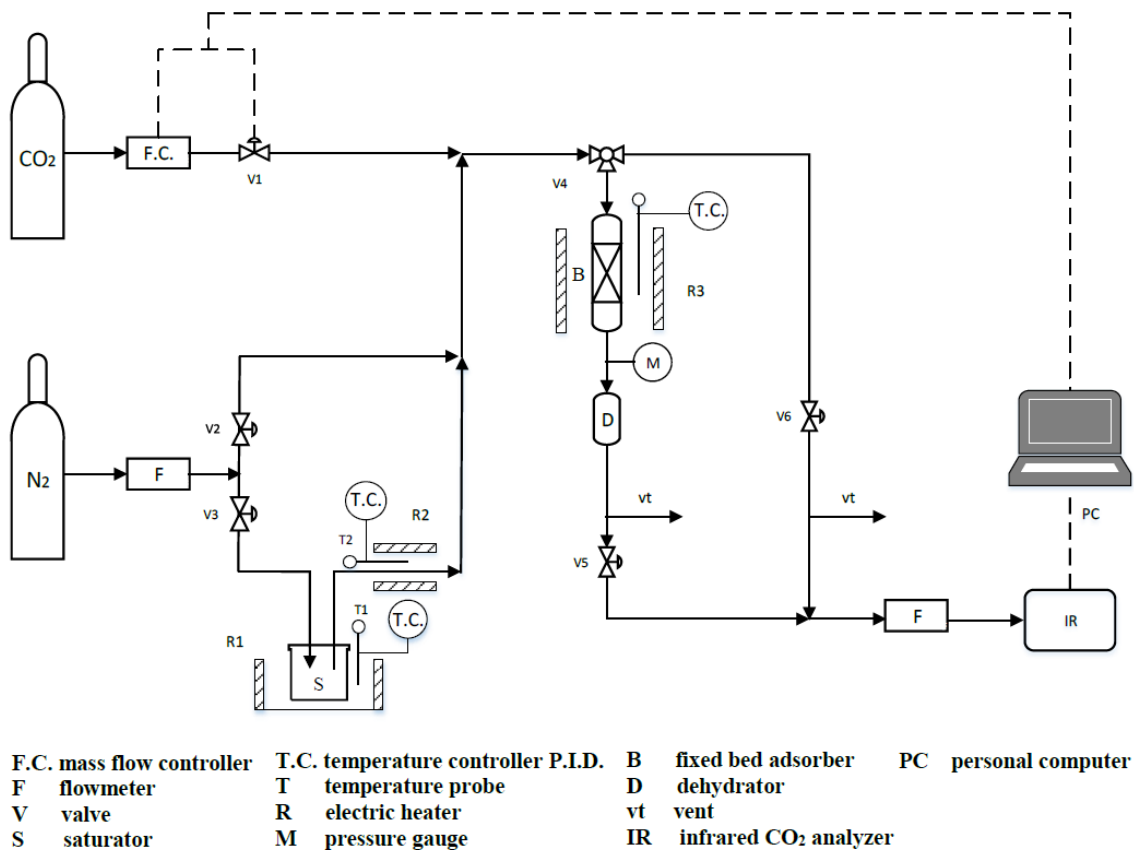 CO₂
F.C.
V1
V4
T.C.
B
R3
M
N₂
F
V2
V3
D
V6
T.C.
R2
T2
vt
vt
PC
V5
T1
T.C.
R1
S
F
IR
F.C. mass flow controller T.C. temperature controller P.I.D. B fixed bed adsorber PC personal computer
F flowmeter T temperature probe D dehydrator
V valve R electric heater vt vent
S saturator M pressure gauge IR infrared CO₂ analyzer